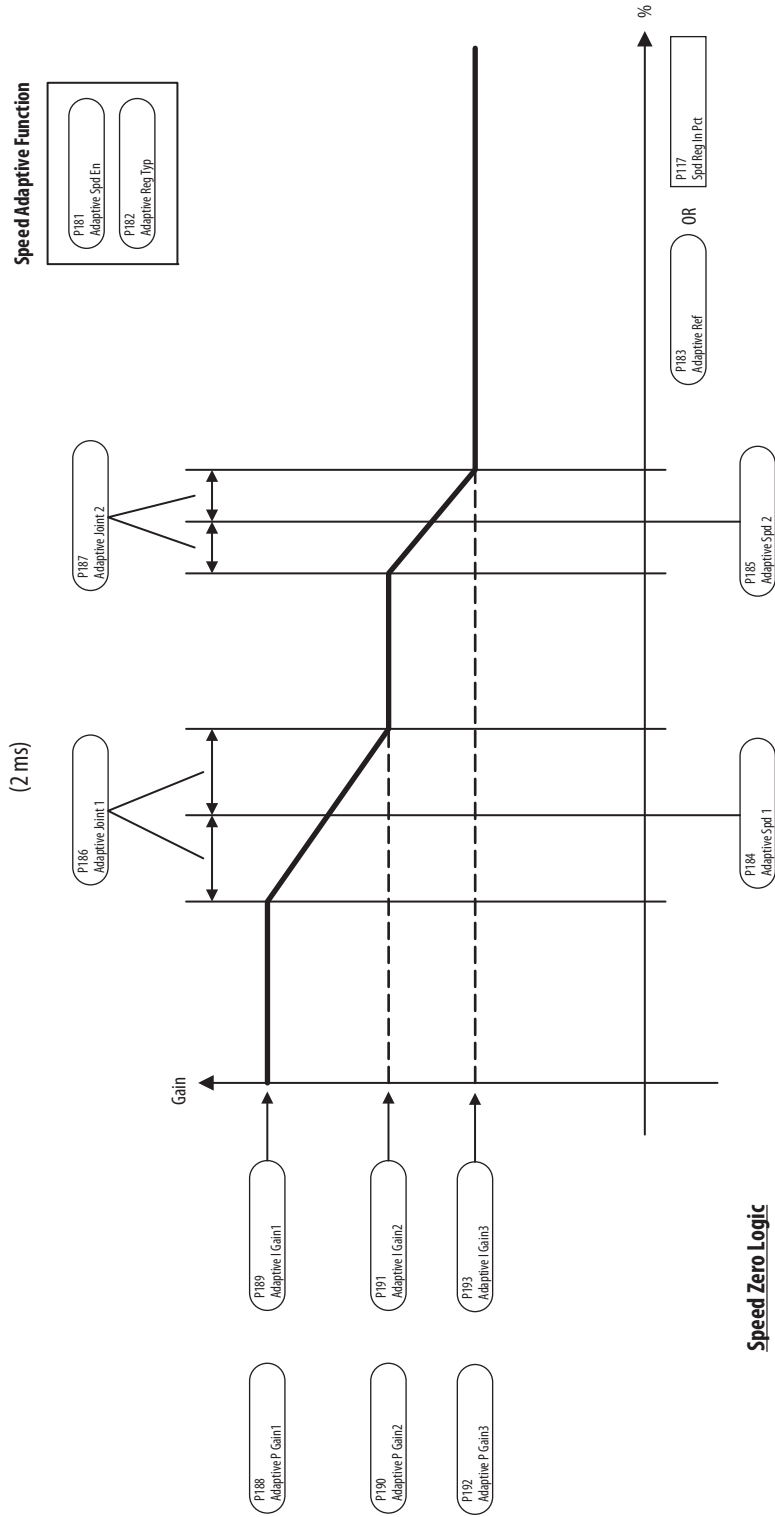 (2 ms)
Speed Adaptive Function
P181
Adaptive Spd En
P182
Adaptive Reg Typ
P186
Adaptive Joint 1
P187
Adaptive Joint 2
Gain
P188
Adaptive P Gain1
P189
Adaptive I Gain1
P190
Adaptive P Gain2
P191
Adaptive I Gain2
P192
Adaptive P Gain3
P193
Adaptive I Gain3
%
P183
Adaptive Ref
OR
P117
Spd Reg In Pct
P184
Adaptive Spd 1
P185
Adaptive Spd 2
Speed Zero Logic